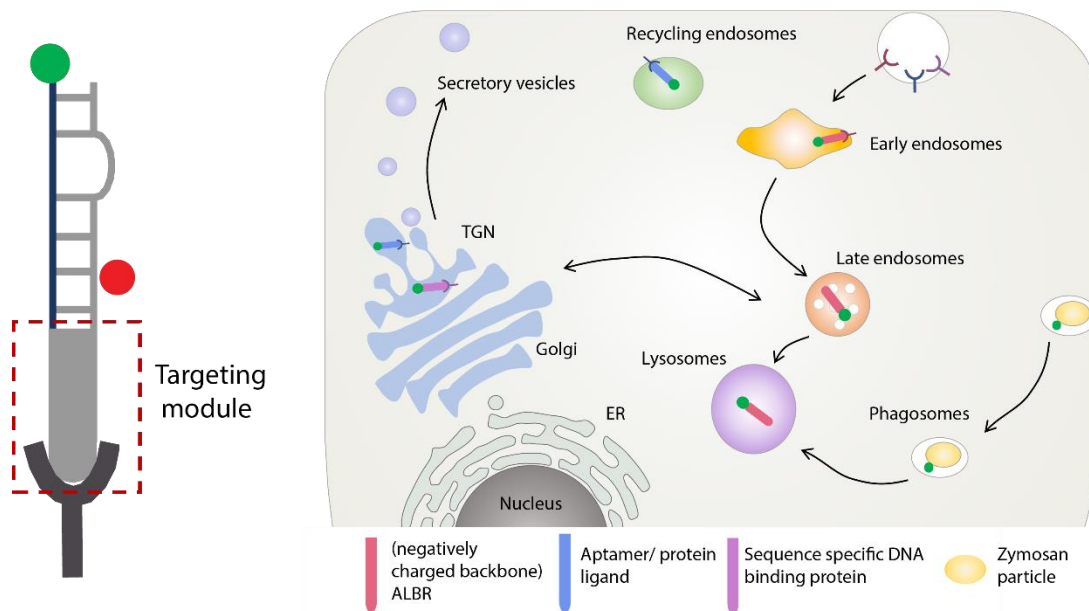 Targeting
module
Recycling endosomes
Secretory vesicles
Early endosomes
TGN
Late endosomes
Golgi
Lysosomes
ER
Phagosomes
Nucleus
(negatively
charged backbone)
ALBR
Aptamer/ protein
ligand
Sequence specific DNA
binding protein
Zymosan
particle